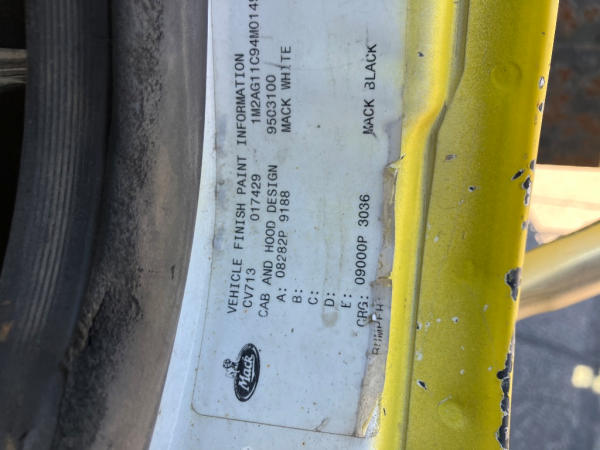 VEHICLE FINISH PAINT INFORMATION
CV713 017429 1M2AG11C94M014
CAB AND HOOD DESIGN 9503100
A: 08282P 9188 MACK WHITE
B:
C:
D:
E:
CRG: 09000P 3036 MACK BLACK
BUMPER
Mack